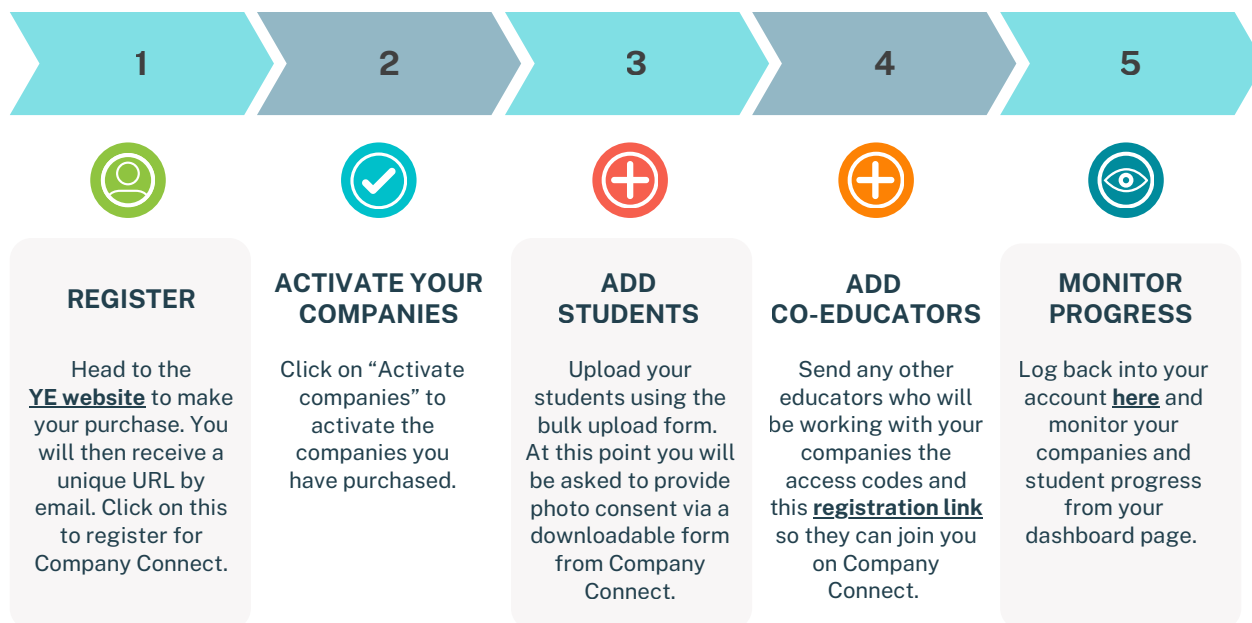 1
2
3
4
5
REGISTER
Head to the
YE website to make
your purchase. You
will then receive a
unique URL by
email. Click on this
to register for
Company Connect.
ACTIVATE YOUR
COMPANIES
Click on “Activate
companies” to
activate the
companies you
have purchased.
ADD
STUDENTS
Upload your
students using the
bulk upload form.
At this point you will
be asked to provide
photo consent via a
downloadable form
from Company
Connect.
ADD
CO-EDUCATORS
Send any other
educators who will
be working with your
companies the
access codes and
this registration link
so they can join you
on Company
Connect.
MONITOR
PROGRESS
Log back into your
account here and
monitor your
companies and
student progress
from your
dashboard page.